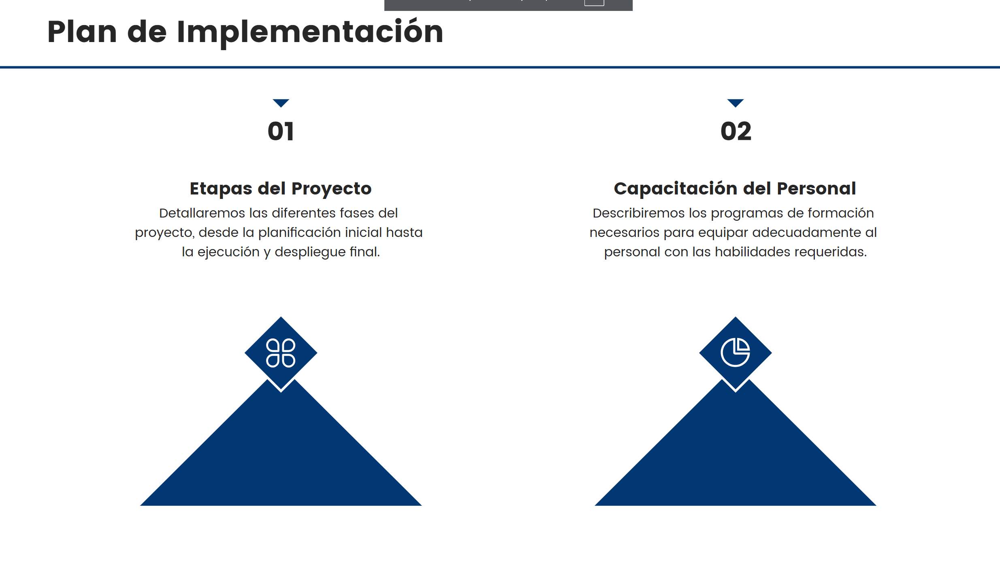 Plan de Implementación
01
Etapas del Proyecto
Detallaremos las diferentes fases del
proyecto, desde la planificación inicial hasta
la ejecución y despliegue final.
02
Capacitación del Personal
Describiremos los programas de formación
necesarios para equipar adecuadamente al
personal con las habilidades requeridas.